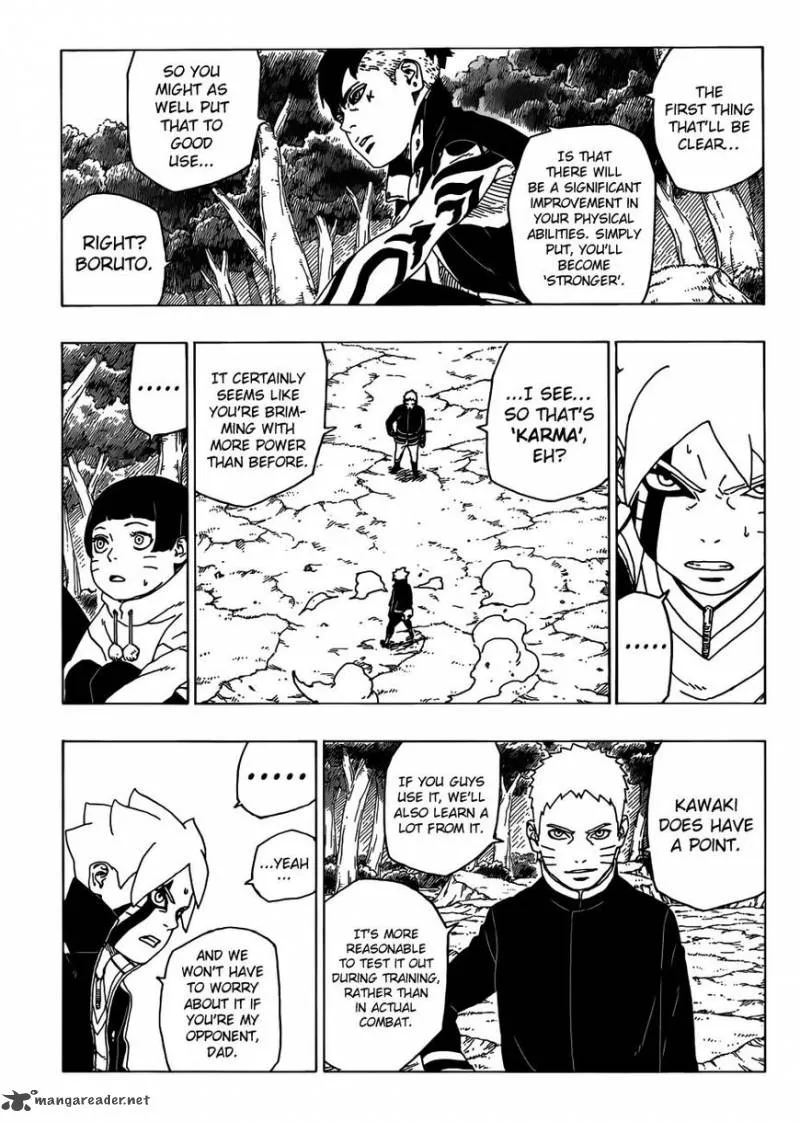 THE
FIRST THING
THAT'LL BE
CLEAR...
IS THAT
THERE WILL
BE A SIGNIFICANT
IMPROVEMENT IN
YOUR PHYSICAL
ABILITIES. SIMPLY
PUT, YOU'LL
BECOME
'STRONGER'.
SO YOU
MIGHT AS
WELL PUT
THAT TO
GOOD
USE...
RIGHT?
BORUTO.
.....
...I SEE...
SO THAT'S
'KARMA',
EH?
IT CERTAINLY
SEEMS LIKE
YOU'RE BRIM-
MING WITH
MORE POWER
THAN BEFORE.
.....
KAWAKI
DOES HAVE
A POINT.
IF YOU GUYS
USE IT, WE'LL
ALSO LEARN A
LOT FROM IT.
IT'S MORE
REASONABLE
TO TEST IT OUT
DURING TRAINING,
RATHER THAN
IN ACTUAL
COMBAT.
.....
...YEAH
...
AND WE
WON'T HAVE
TO WORRY
ABOUT IT IF
YOU'RE MY
OPPONENT,
DAD.
mangareader.net